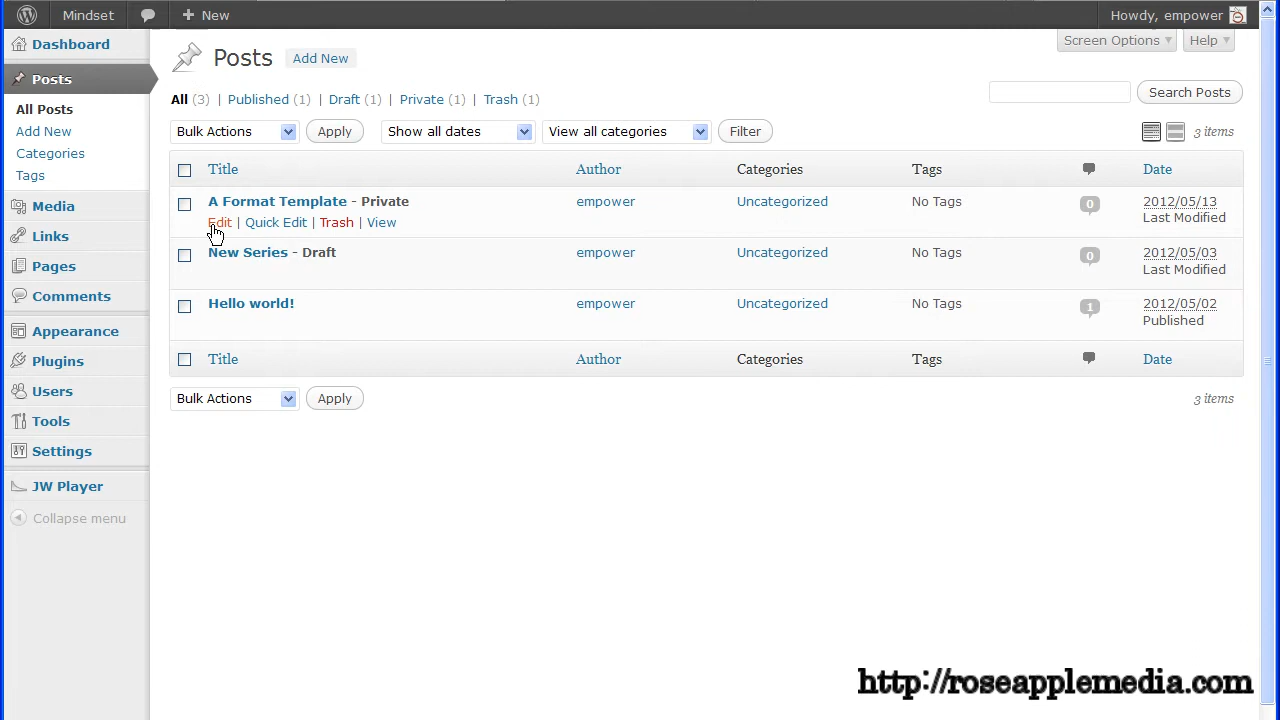 Mindset New Howdy, empower
Dashboard
Posts
All Posts
Add New
Categories
Tags
Media
Links
Pages
Comments
Appearance
Plugins
Users
Tools
Settings
JW Player
Collapse menu
Screen Options Help
Posts Add New
All (3) | Published (1) | Draft (1) | Private (1) | Trash (1)
Search Posts
Bulk Actions Apply Show all dates View all categories Filter 3 items
Title Author Categories Tags Date
A Format Template - Private empower Uncategorized No Tags 0 2012/05/13
Edit | Quick Edit | Trash | View Last Modified
New Series - Draft empower Uncategorized No Tags 0 2012/05/03
Last Modified
Hello world! empower Uncategorized No Tags 1 2012/05/02
Published
Title Author Categories Tags Date
Bulk Actions Apply 3 items
http://roseapplemedia.com